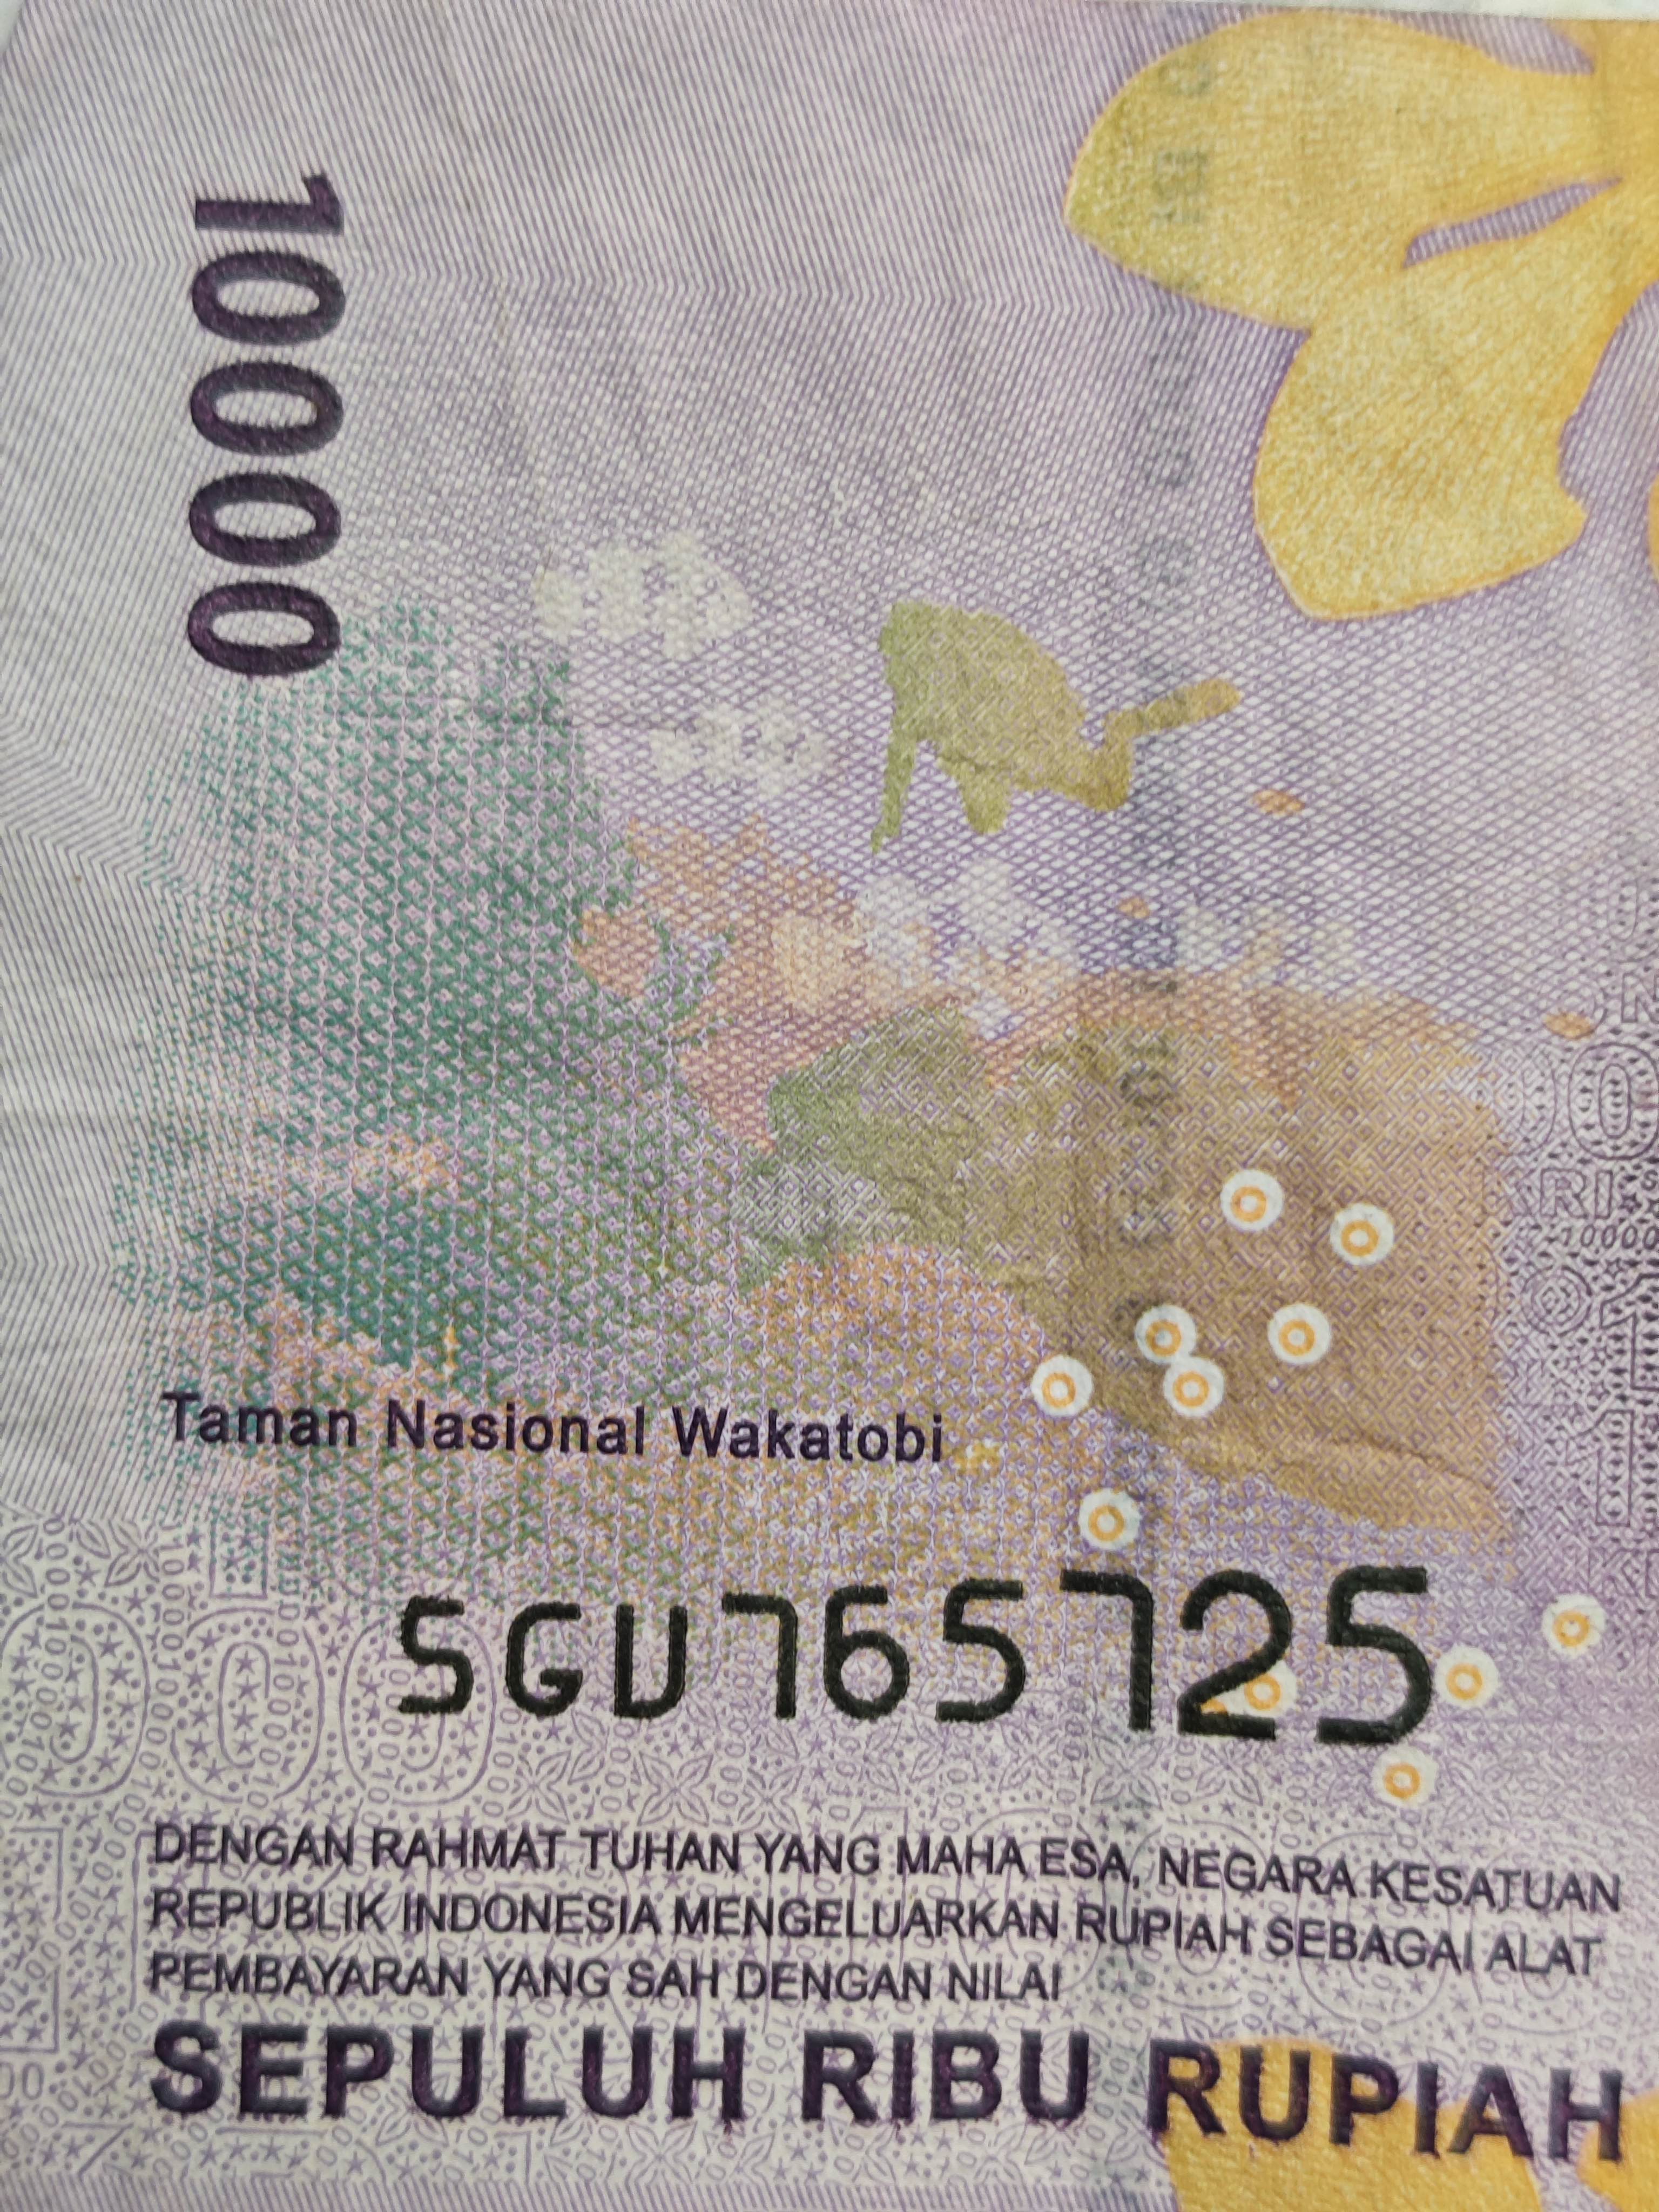 10000
Taman Nasional Wakatobi
SGU765725
DENGAN RAHMAT TUHAN YANG MAHA ESA, NEGARA KESATUAN
REPUBLIK INDONESIA MENGELUARKAN RUPIAH SEBAGAI ALAT
PEMBAYARAN YANG SAH DENGAN NILAI
SEPULUH RIBU RUPIAH